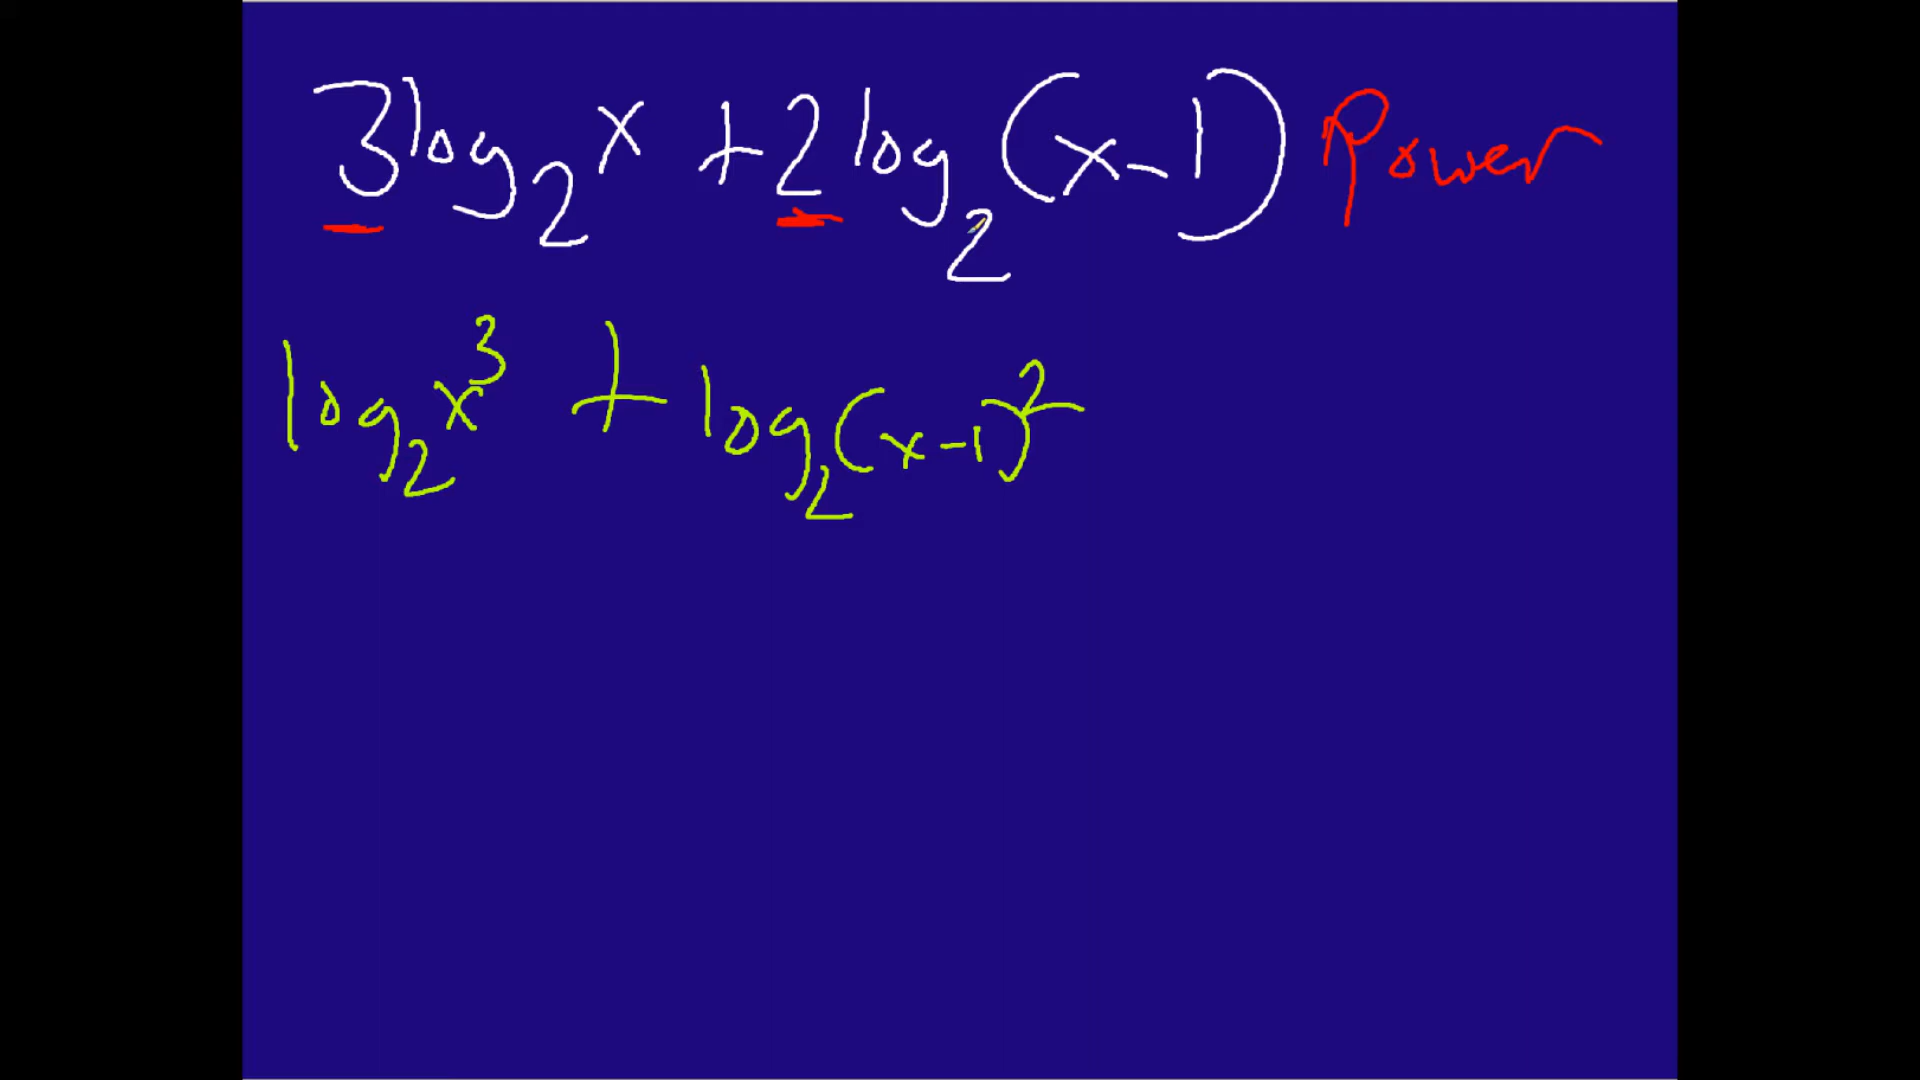 3log₂x + 2log₂(x-1) Power
log₂x³ + log₂(x-1)²